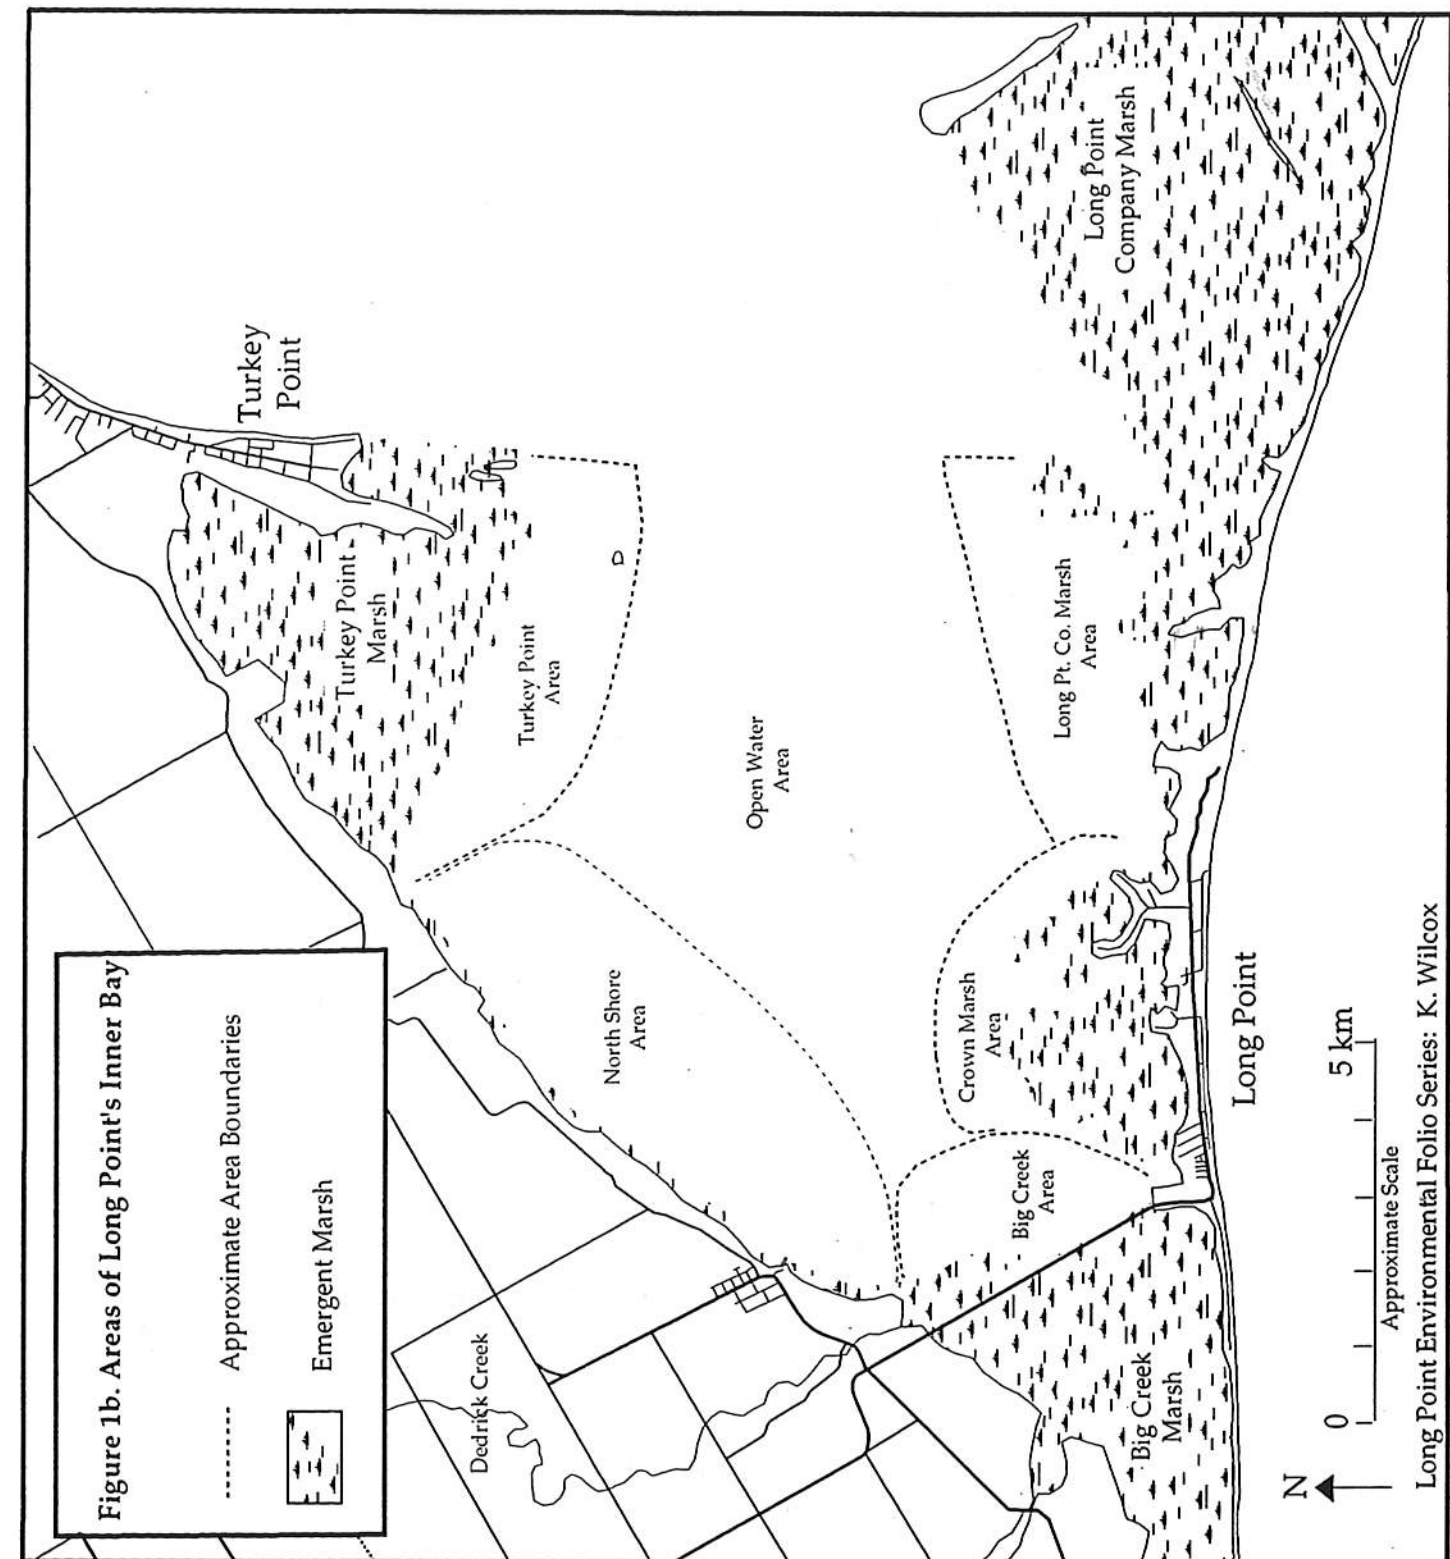 Figure 1b. Areas of Long Point's Inner Bay
Approximate Area Boundaries
Emergent Marsh
Turkey
Point
Turkey Point
Marsh
Turkey Point
Area
North Shore
Area
Open Water
Area
Long Point
Company Marsh
Long Pt. Co. Marsh
Area
Crown Marsh
Area
Big Creek
Area
Dedrick Creek
Big Creek
Marsh
Long Point
N
0
5 km
Approximate Scale
Long Point Environmental Folio Series: K. Wilcox